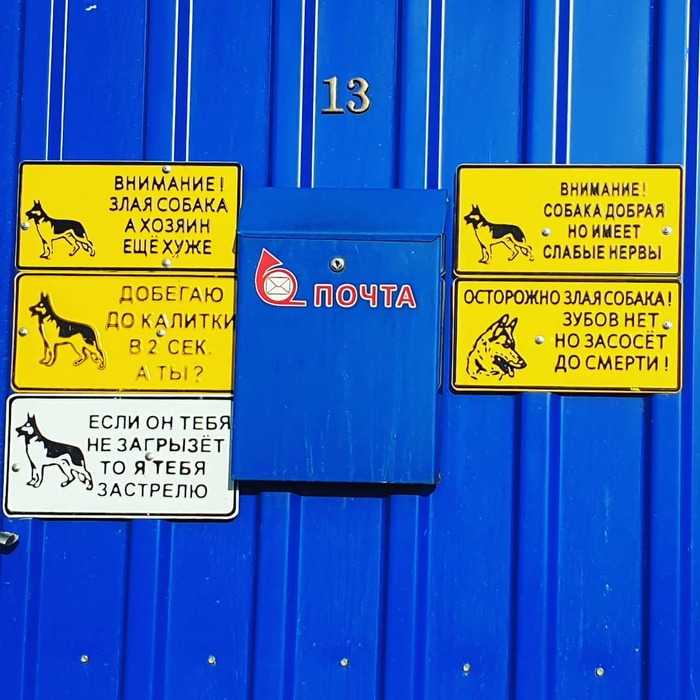 13
ВНИМАНИЕ!
ЗЛАЯ СОБАКА
А ХОЗЯИН
ЕЩЁ ХУЖЕ
ДОБЕГАЮ
ДО КАЛИТКИ
В 2 СЕК.
А ТЫ?
ЕСЛИ ОН ТЕБЯ
НЕ ЗАГРЫЗЁТ
ТО Я ТЕБЯ
ЗАСТРЕЛЮ
ПОЧТА
ВНИМАНИЕ!
СОБАКА ДОБРАЯ
НО ИМЕЕТ
СЛАБЫЕ НЕРВЫ
ОСТОРОЖНО ЗЛАЯ СОБАКА!
ЗУБОВ НЕТ
НО ЗАСОСЁТ
ДО СМЕРТИ!